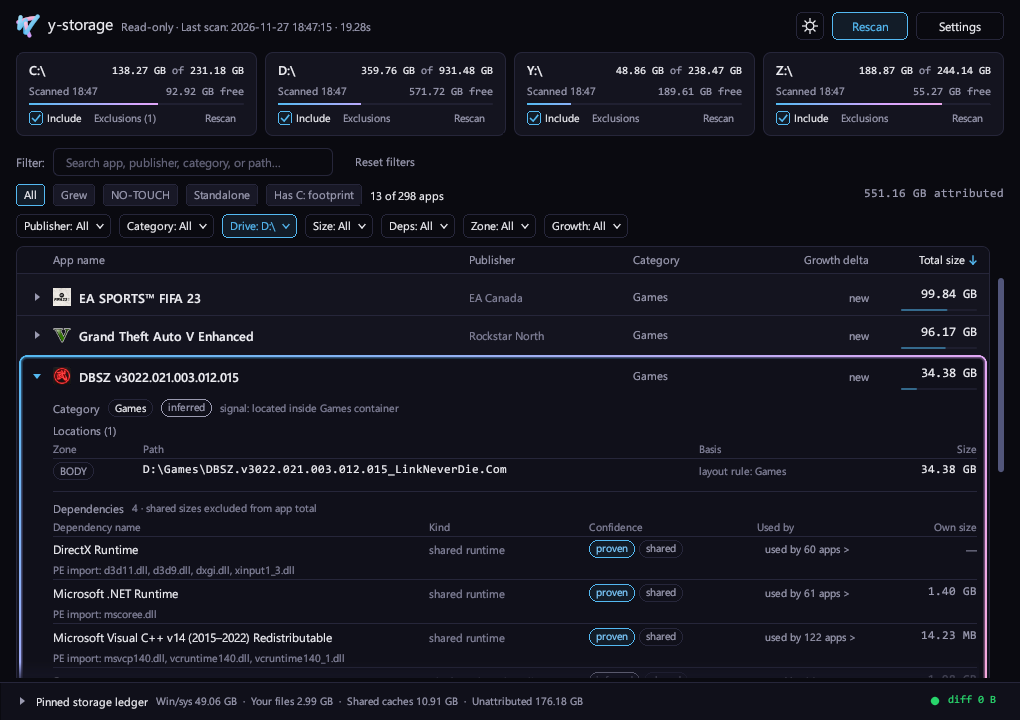 y-storage Read-only · Last scan: 2026-11-27 18:47:15 · 19.28s Rescan Settings
C:\ 138.27 GB of 231.18 GB
Scanned 18:47 92.92 GB free
Include Exclusions (1) Rescan
D:\ 359.76 GB of 931.48 GB
Scanned 18:47 571.72 GB free
Include Exclusions Rescan
Y:\ 48.86 GB of 238.47 GB
Scanned 18:47 189.61 GB free
Include Exclusions Rescan
Z:\ 188.87 GB of 244.14 GB
Scanned 18:47 55.27 GB free
Include Exclusions Rescan
Filter: Search app, publisher, category, or path... Reset filters
All Grew NO-TOUCH Standalone Has C: footprint 13 of 298 apps 551.16 GB attributed
Publisher: All Category: All Drive: D:\ Size: All Deps: All Zone: All Growth: All
App name Publisher Category Growth delta Total size
EA SPORTS™ FIFA 23 EA Canada Games new 99.84 GB
Grand Theft Auto V Enhanced Rockstar North Games new 96.17 GB
DBSZ v3022.021.003.012.015 Games new 34.38 GB
Category Games inferred signal: located inside Games container
Locations (1)
Zone Path Basis Size
BODY D:\Games\DBSZ.v3022.021.003.012.015_LinkNeverDie.Com layout rule: Games 34.38 GB
Dependencies 4 · shared sizes excluded from app total
Dependency name Kind Confidence Used by Own size
DirectX Runtime shared runtime proven shared used by 60 apps > —
PE import: d3d11.dll, d3d9.dll, dxgi.dll, xinput1_3.dll
Microsoft .NET Runtime shared runtime proven shared used by 61 apps > 1.40 GB
PE import: mscoree.dll
Microsoft Visual C++ v14 (2015–2022) Redistributable shared runtime proven shared used by 122 apps > 14.23 MB
PE import: msvcp140.dll, vcruntime140.dll, vcruntime140_1.dll
Pinned storage ledger Win/sys 49.06 GB · Your files 2.99 GB · Shared caches 10.91 GB · Unattributed 176.18 GB diff 0 B